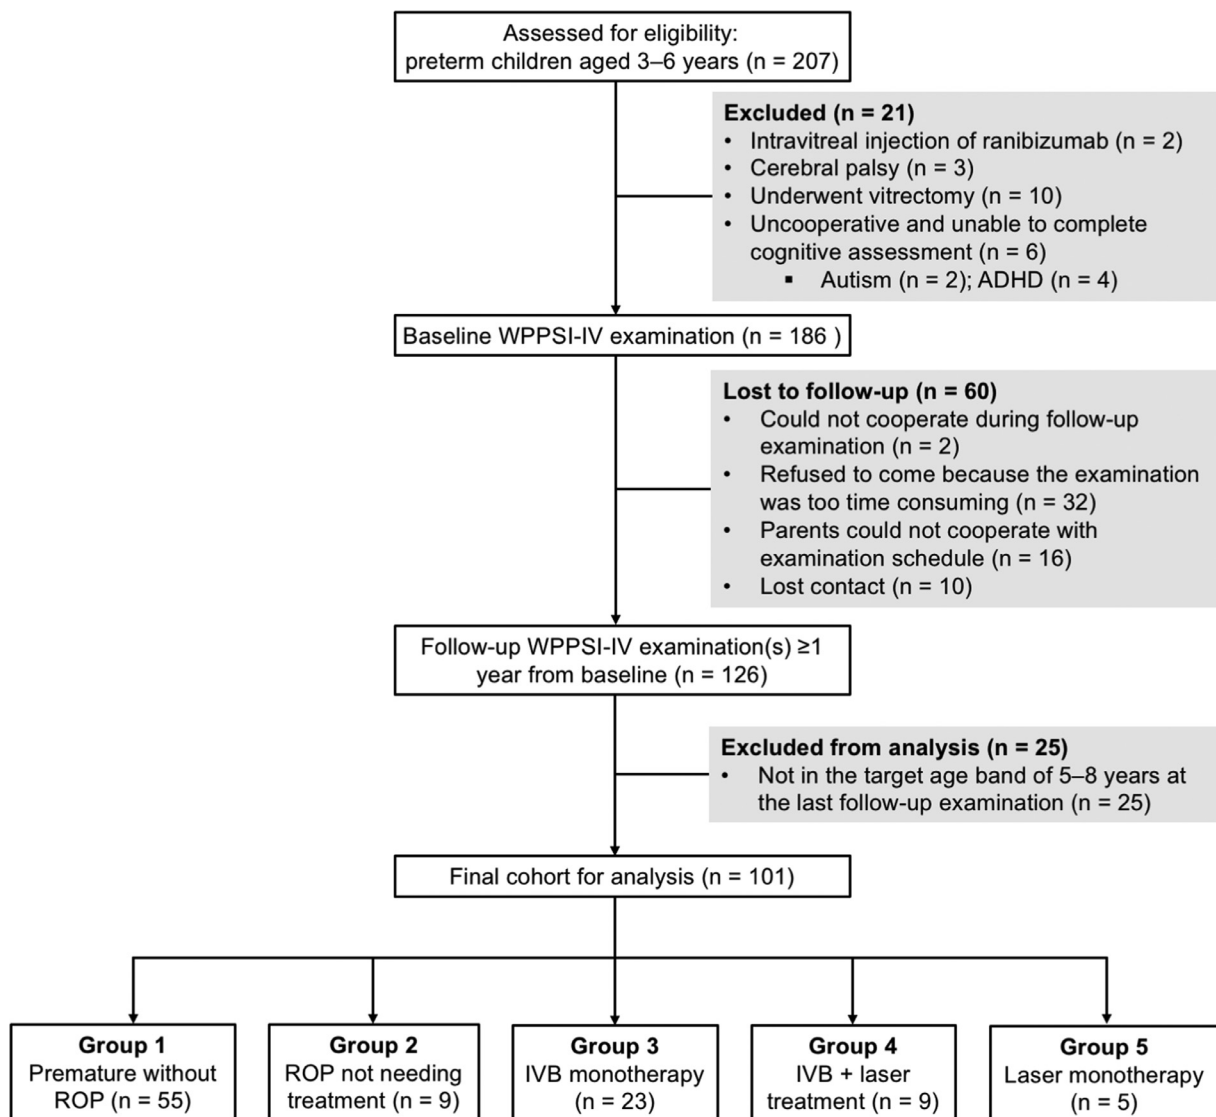 Assessed for eligibility:
preterm children aged 3–6 years (n = 207)
Excluded (n = 21)
• Intravitreal injection of ranibizumab (n = 2)
• Cerebral palsy (n = 3)
• Underwent vitrectomy (n = 10)
• Uncooperative and unable to complete
cognitive assessment (n = 6)
▪ Autism (n = 2); ADHD (n = 4)
Baseline WPPSI-IV examination (n = 186 )
Lost to follow-up (n = 60)
• Could not cooperate during follow-up
examination (n = 2)
• Refused to come because the examination
was too time consuming (n = 32)
• Parents could not cooperate with
examination schedule (n = 16)
• Lost contact (n = 10)
Follow-up WPPSI-IV examination(s) ≥1
year from baseline (n = 126)
Excluded from analysis (n = 25)
• Not in the target age band of 5–8 years at
the last follow-up examination (n = 25)
Final cohort for analysis (n = 101)
Group 1
Premature without
ROP (n = 55)
Group 2
ROP not needing
treatment (n = 9)
Group 3
IVB monotherapy
(n = 23)
Group 4
IVB + laser
treatment (n = 9)
Group 5
Laser monotherapy
(n = 5)